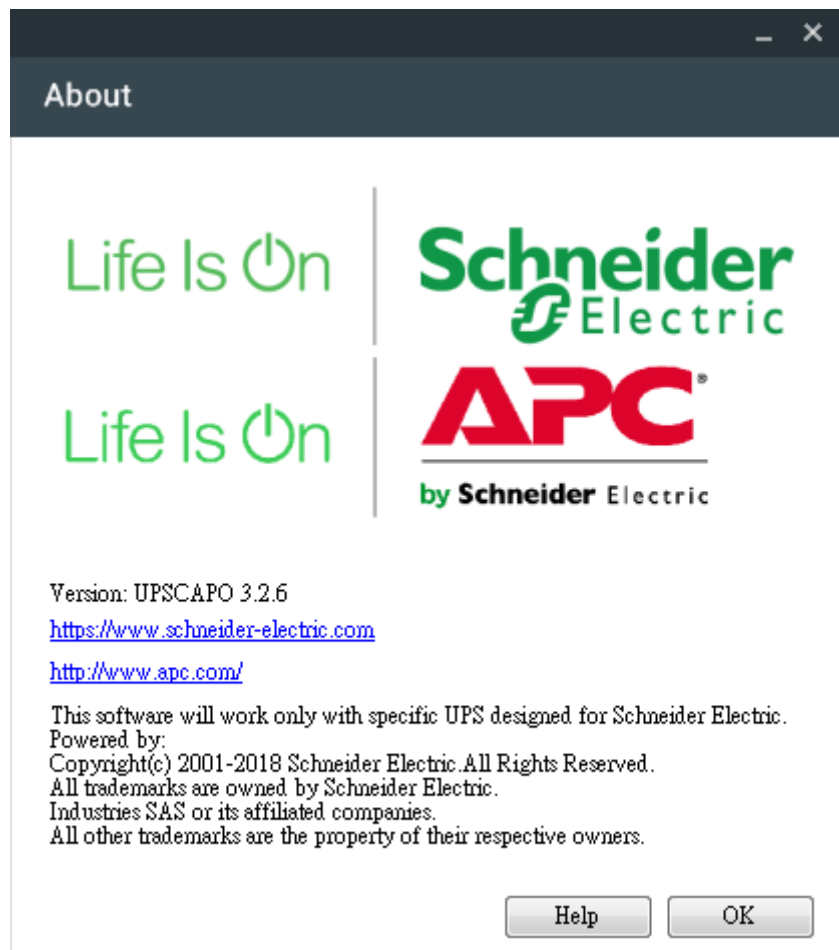 About
Life Is On
Schneider
Electric
Life Is On
APC®
by Schneider Electric
Version: UPSCAPO 3.2.6
https://www.schneider-electric.com
http://www.apc.com/
This software will work only with specific UPS designed for Schneider Electric.
Powered by:
Copyright(c) 2001-2018 Schneider Electric.All Rights Reserved.
All trademarks are owned by Schneider Electric.
Industries SAS or its affiliated companies.
All other trademarks are the property of their respective owners.
Help
OK